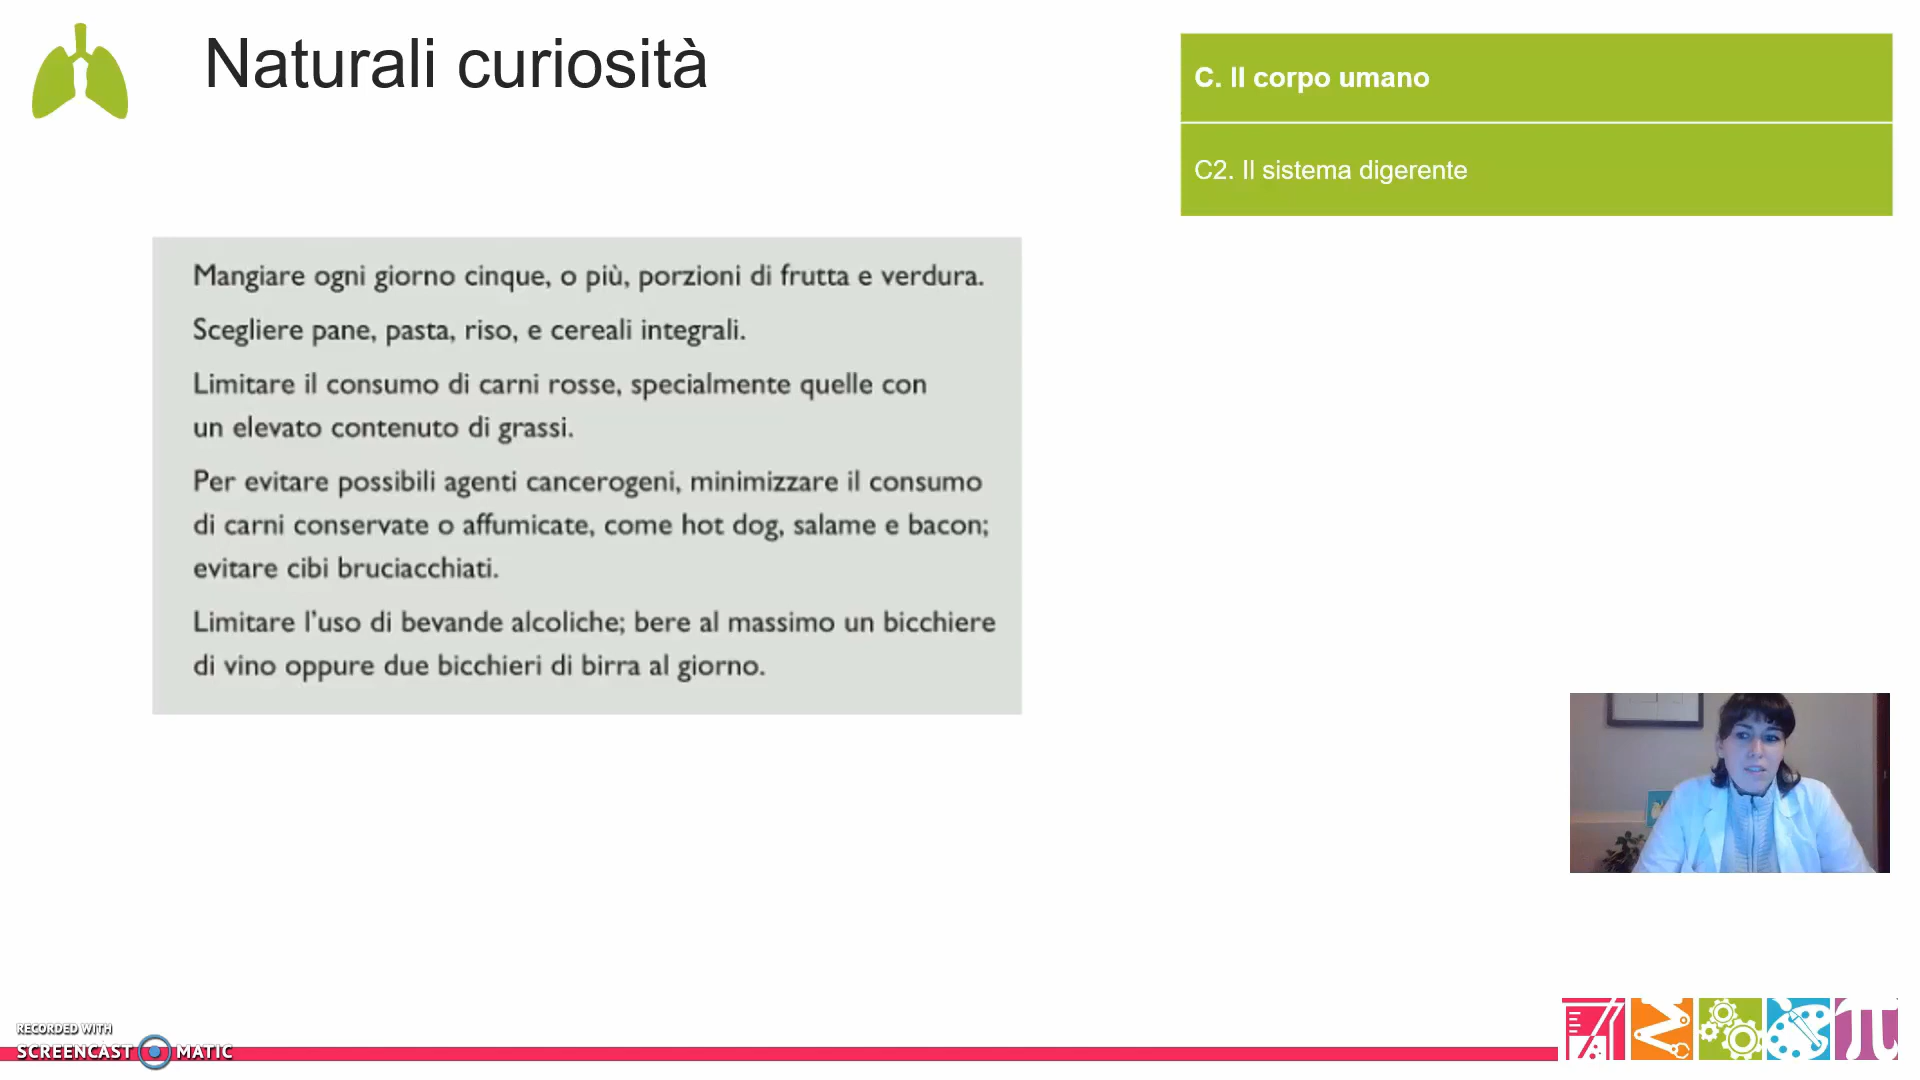 Naturali curiosità
C. Il corpo umano
C2. Il sistema digerente
Mangiare ogni giorno cinque, o più, porzioni di frutta e verdura.
Scegliere pane, pasta, riso, e cereali integrali.
Limitare il consumo di carni rosse, specialmente quelle con
un elevato contenuto di grassi.
Per evitare possibili agenti cancerogeni, minimizzare il consumo
di carni conservate o affumicate, come hot dog, salame e bacon;
evitare cibi bruciacchiati.
Limitare l'uso di bevande alcoliche; bere al massimo un bicchiere
di vino oppure due bicchieri di birra al giorno.
RECORDED WITH
SCREENCAST MATIC
π